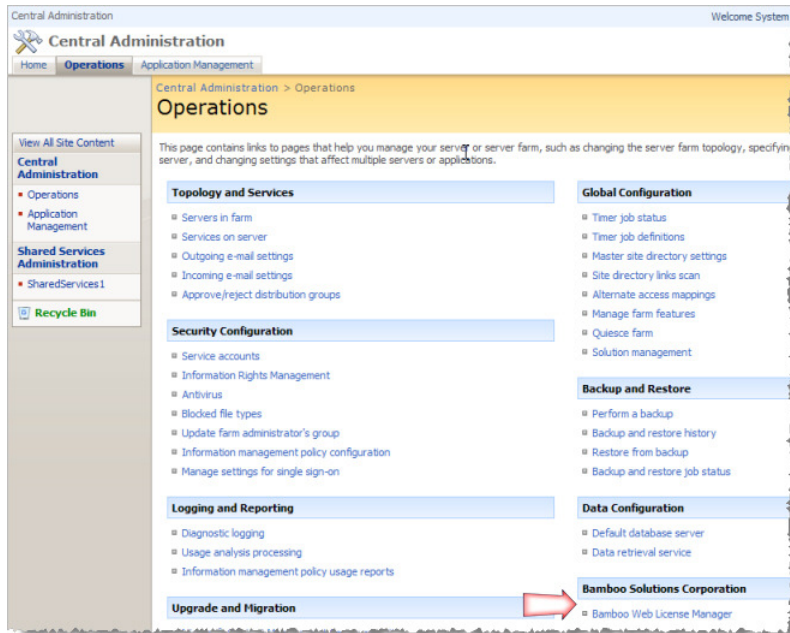 Central Administration
Welcome System
Central Administration
Home
Operations
Application Management
Central Administration > Operations
Operations
View All Site Content
Central
Administration
Operations
Application
Management
Shared Services
Administration
SharedServices1
Recycle Bin
This page contains links to pages that help you manage your server or server farm, such as changing the server farm topology, specifyin
server, and changing settings that affect multiple servers or applications.
Topology and Services
Servers in farm
Services on server
Outgoing e-mail settings
Incoming e-mail settings
Approve/reject distribution groups
Security Configuration
Service accounts
Information Rights Management
Antivirus
Blocked file types
Update farm administrator's group
Information management policy configuration
Manage settings for single sign-on
Logging and Reporting
Diagnostic logging
Usage analysis processing
Information management policy usage reports
Upgrade and Migration
Global Configuration
Timer job status
Timer job definitions
Master site directory settings
Site directory links scan
Alternate access mappings
Manage farm features
Quiesce farm
Solution management
Backup and Restore
Perform a backup
Backup and restore history
Restore from backup
Backup and restore job status
Data Configuration
Default database server
Data retrieval service
Bamboo Solutions Corporation
Bamboo Web License Manager